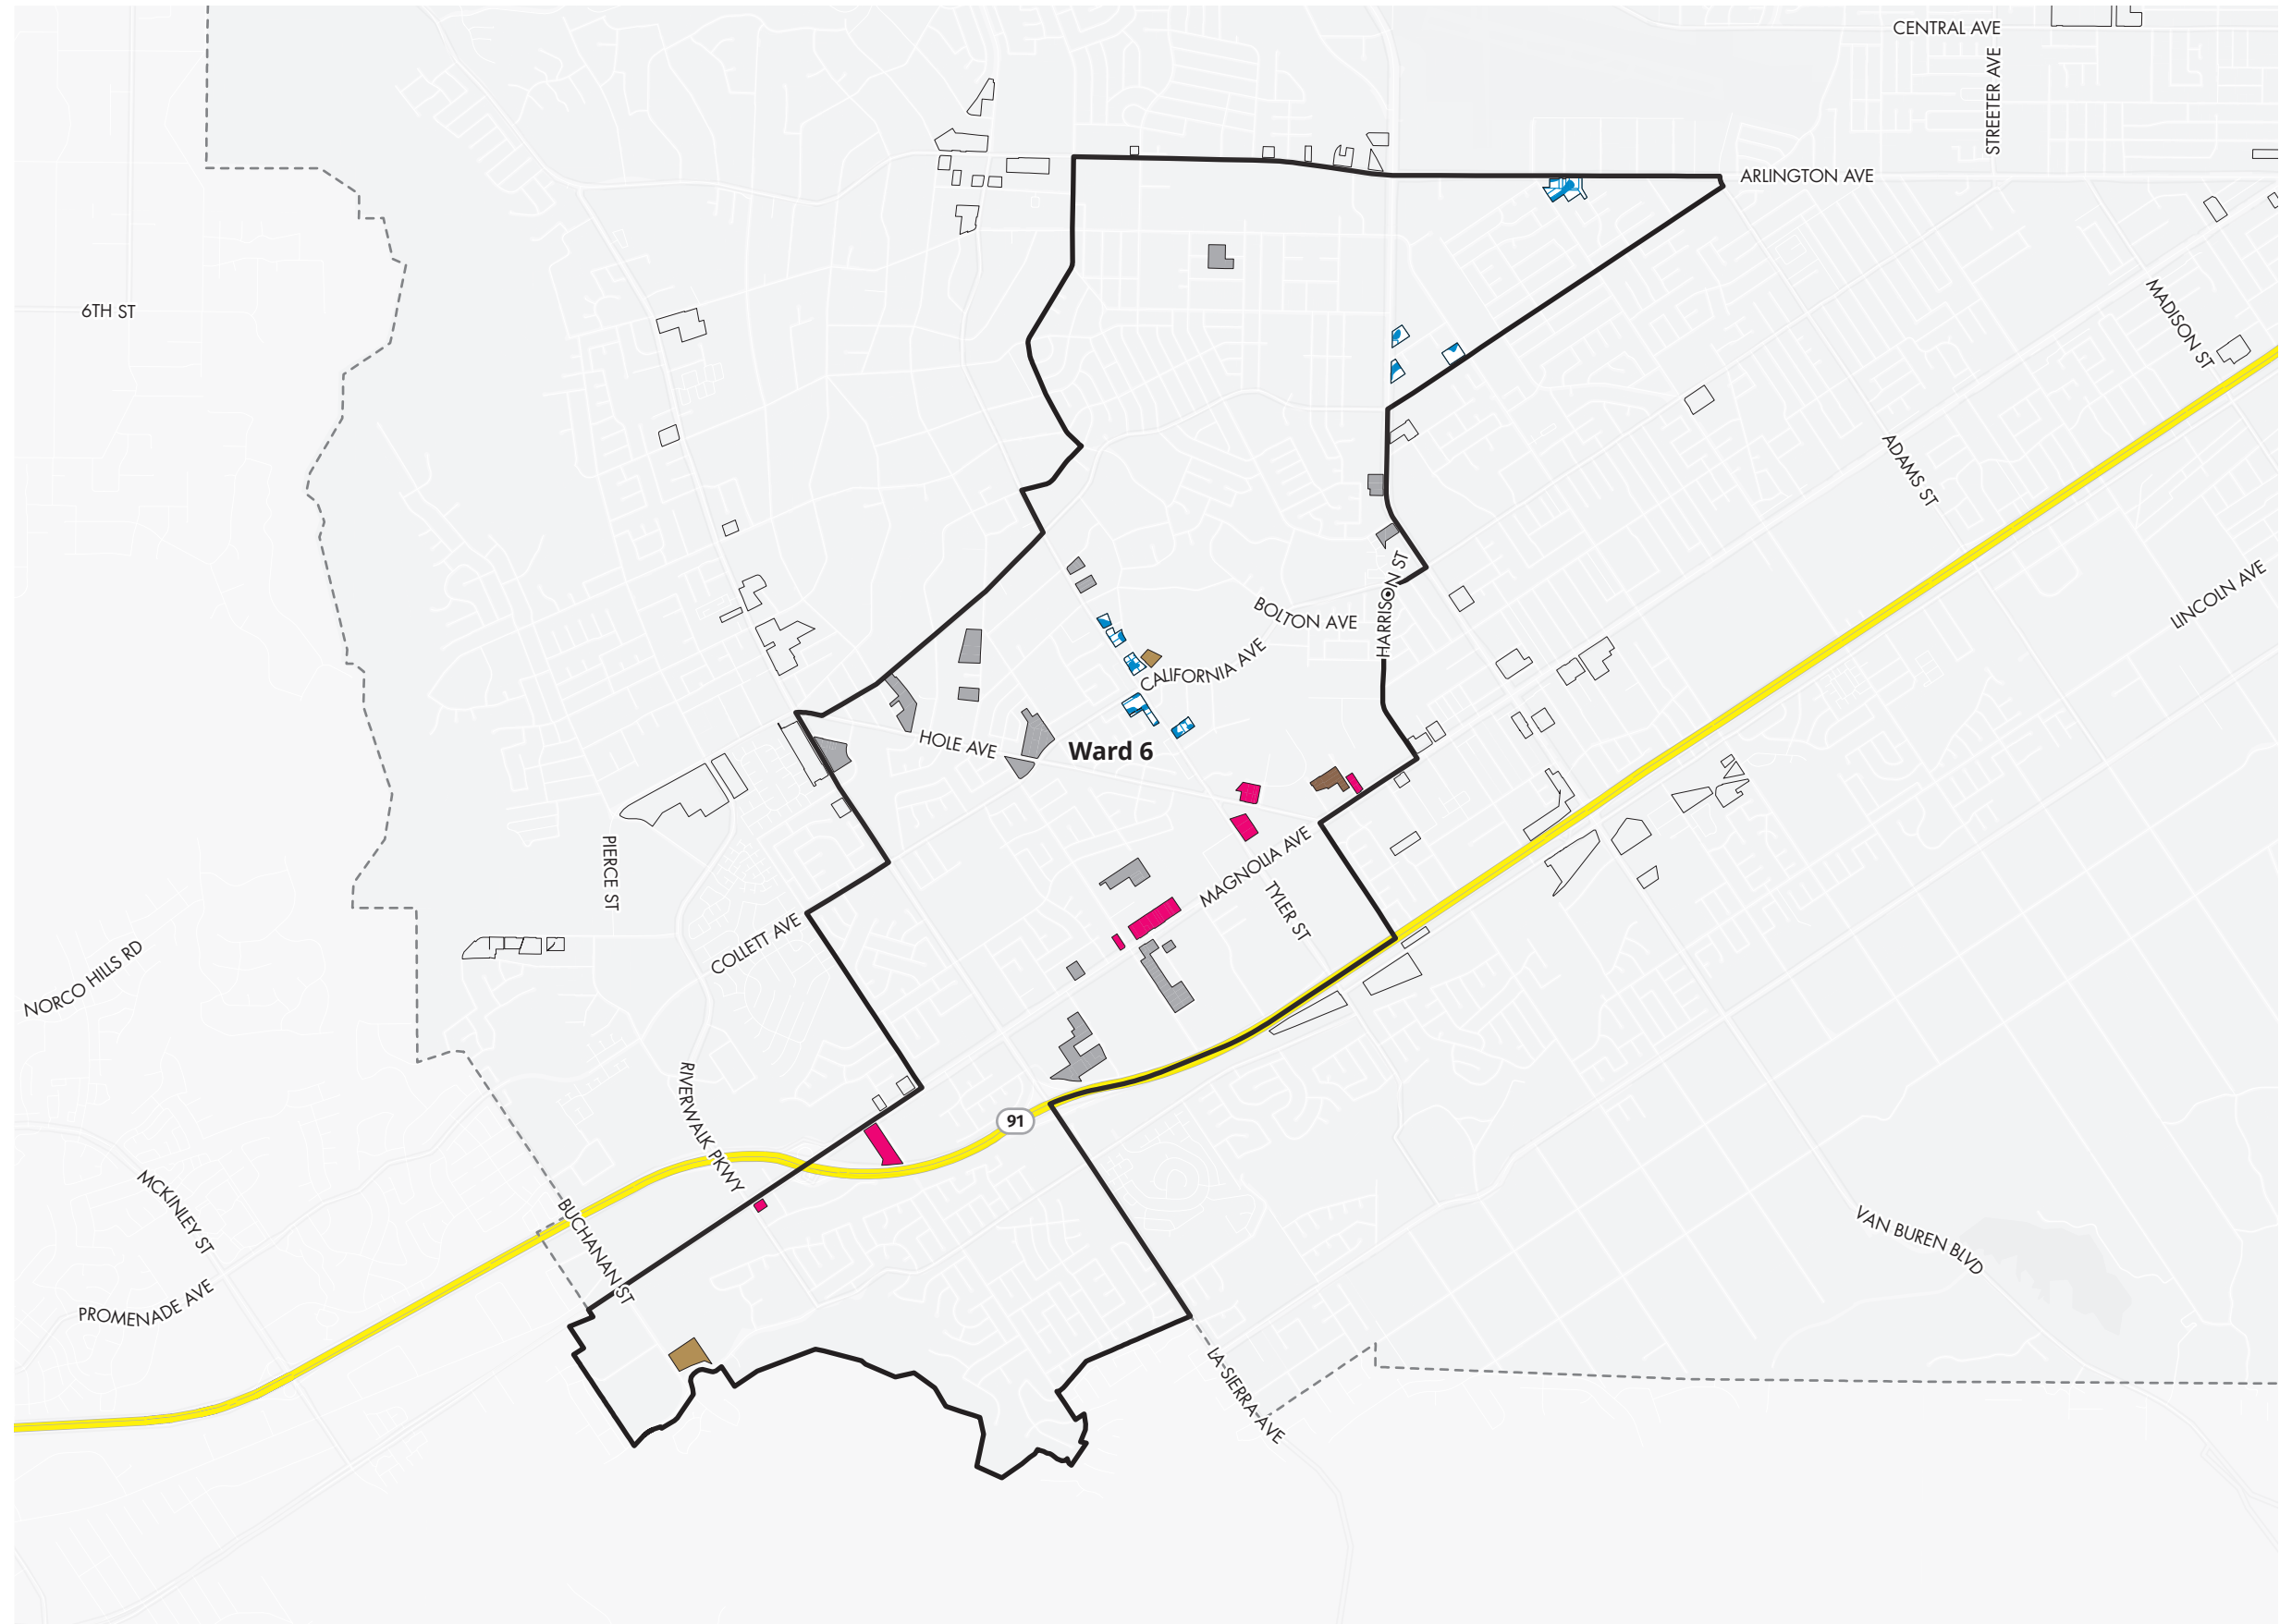 CENTRAL AVE
STREETER AVE
ARLINGTON AVE
6TH ST
MADISON ST
ADAMS ST
LINCOLN AVE
HARRISON ST
BOLTON AVE
CALIFORNIA AVE
HOLE AVE
Ward 6
PIERCE ST
MAGNOLIA AVE
TYLER ST
COLLETT AVE
NORCO HILLS RD
RIVERWALK PKWY
91
MCKINLEY ST
BUCHANAN ST
VAN BUREN BLVD
PROMENADE AVE
LA SIERRA AVE